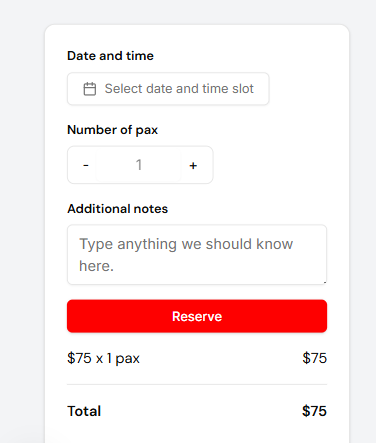 Date and time
Select date and time slot
Number of pax
- 1 +
Additional notes
Type anything we should know
here.
Reserve
$75 x 1 pax $75
Total $75